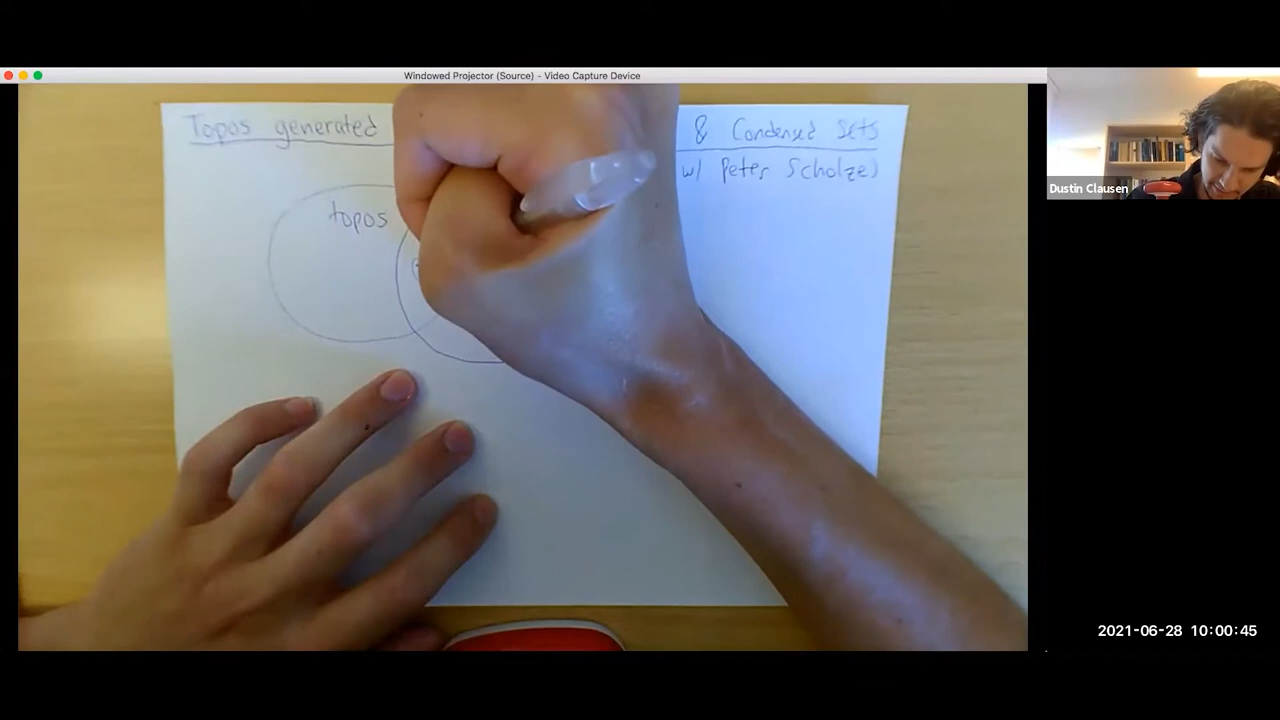 Windowed Projector (Source) - Video Capture Device
Topos generated & Condensed Sets
w/ Peter Scholze)
topos
Dustin Clausen
2021-06-28 10:00:45